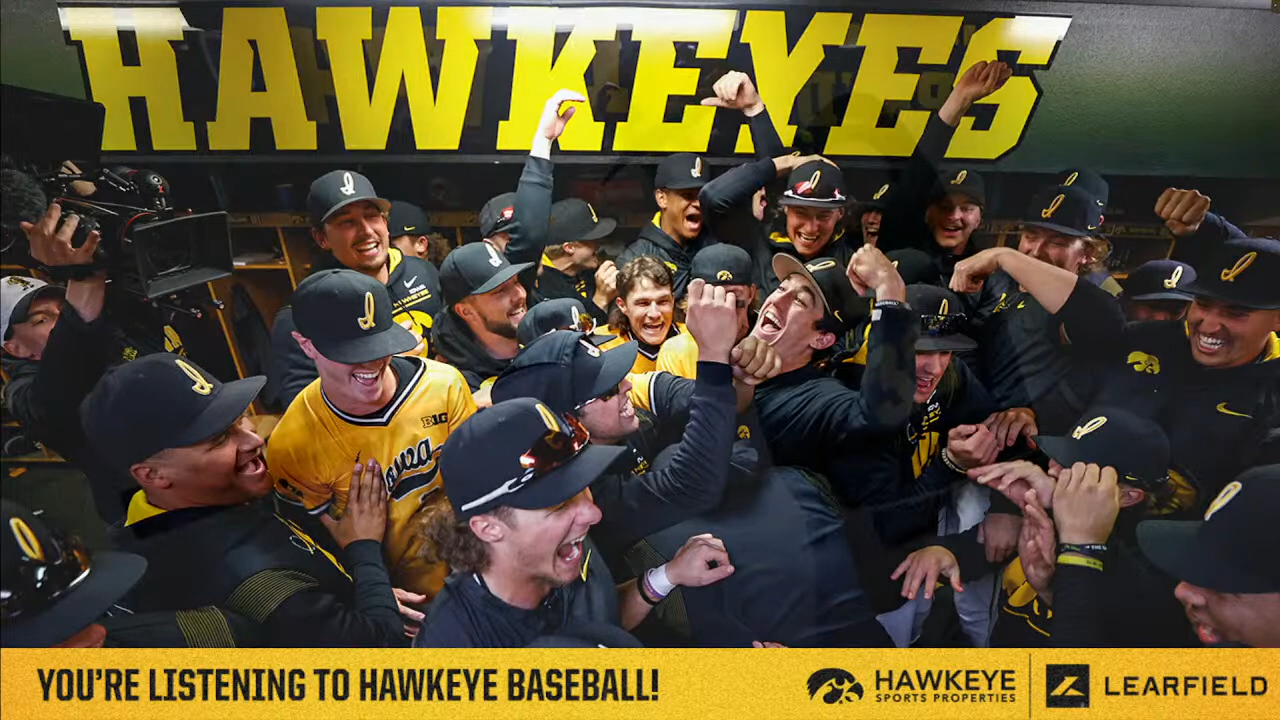 HAWKEYES
B1G
Iowa
YOU'RE LISTENING TO HAWKEYE BASEBALL!
HAWKEYE
SPORTS PROPERTIES
LEARFIELD